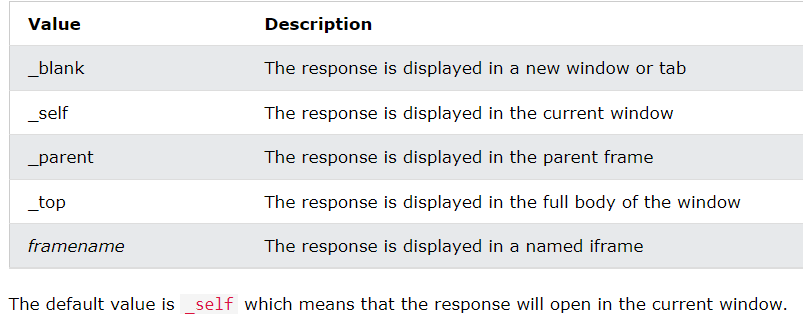 Value Description
_blank The response is displayed in a new window or tab
_self The response is displayed in the current window
_parent The response is displayed in the parent frame
_top The response is displayed in the full body of the window
framename The response is displayed in a named iframe
The default value is _self which means that the response will open in the current window.